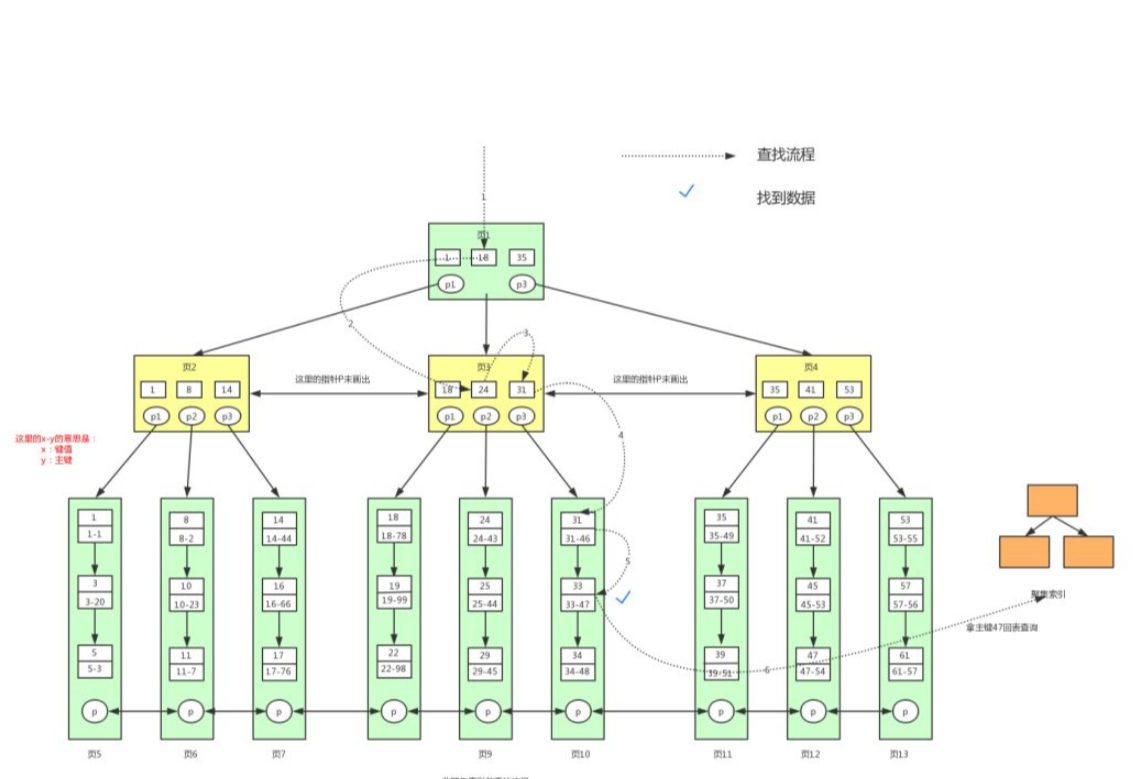 查找流程
找到数据
1
页1
1 18 35
p1 p3
2
3
页2
1 8 14
p1 p2 p3
这里的指针P未画出
页3
18 24 31
p1 p2 p3
这里的指针P未画出
页4
35 41 53
p1 p2 p3
这里的x-y的意思是:
x:键值
y:主键
4
1 8 14 18 24 31 35 41 53
1-1 8-2 14-44 18-78 24-43 31-46 35-49 41-52 53-55
5
3 10 16 19 25 33 37 45 57
3-20 10-23 16-66 19-99 25-44 33-47 37-50 45-53 57-56
聚集索引
拿主键47回表查询
5 11 17 22 29 34 39 47 61
5-3 11-7 17-76 22-98 29-45 34-48 39-51 47-54 61-57
6
p p p p p p p p p
页5 页6 页7 页9 页10 页11 页12 页13